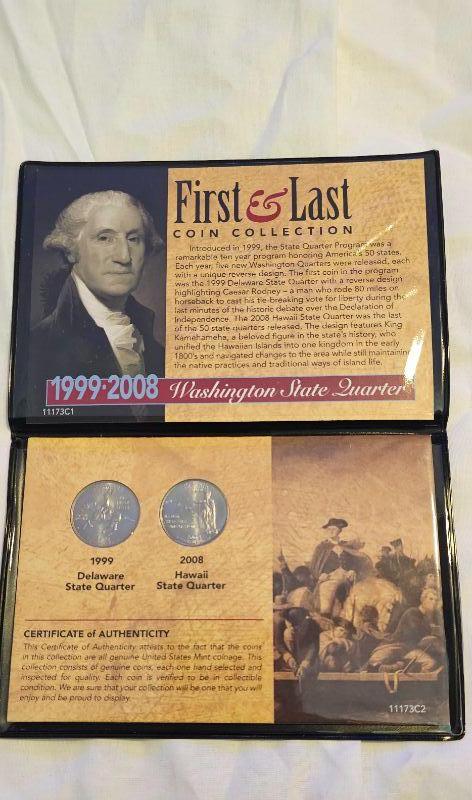 First & Last
COIN COLLECTION
Introduced in 1999, the State Quarter Program was a
remarkable ten year program honoring America's 50 states.
Each year, five new Washington Quarters were released, each
with a unique reverse design. The first coin in the program
was the 1999 Delaware State Quarter with a reverse design
highlighting Caesar Rodney – a man who rode 80 miles on
horseback to cast his tie-breaking vote for liberty during the
last minutes of the historic debate over the Declaration of
Independence. The 2008 Hawaii State Quarter was the last
of the 50 state quarters released. The design features King
Kamehameha, a beloved figure in the state's history, who
unified the Hawaiian Islands into one kingdom in the early
1800's and navigated changes to the area while still maintaining
the native practices and traditional ways of island life.
1999-2008 Washington State Quarters
11173C1
1999
Delaware
State Quarter
2008
Hawaii
State Quarter
CERTIFICATE of AUTHENTICITY
This Certificate of Authenticity attests to the fact that the coins
in this collection are all genuine United States Mint coinage. This
collection consists of genuine coins, each one hand selected and
inspected for quality. Each coin is verified to be in collectible
condition. We are sure that your collection will be one that you will
enjoy and be proud to display.
11173C2